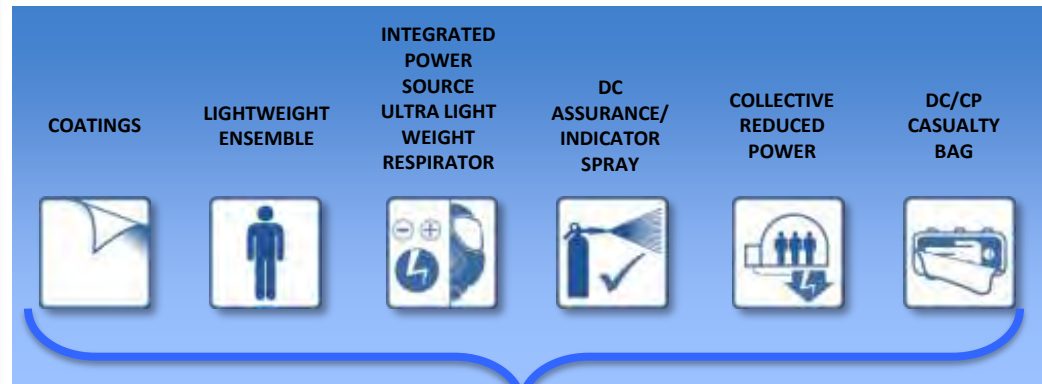 COATINGS
LIGHTWEIGHT
ENSEMBLE
INTEGRATED
POWER
SOURCE
ULTRA LIGHT
WEIGHT
RESPIRATOR
DC
ASSURANCE/
INDICATOR
SPRAY
COLLECTIVE
REDUCED
POWER
DC/CP
CASUALTY
BAG